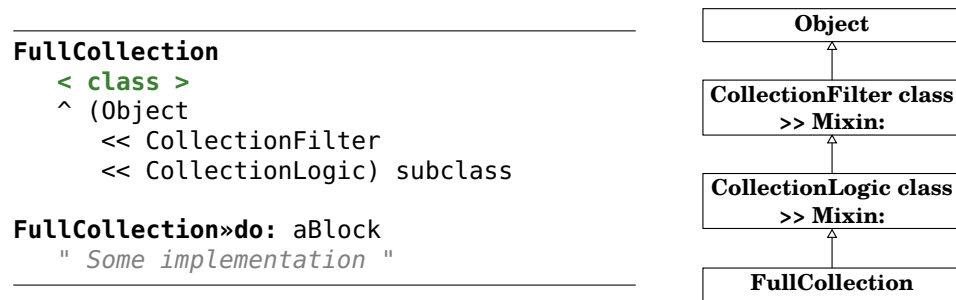 FullCollection
< class >
^ (Object
<< CollectionFilter
<< CollectionLogic) subclass
FullCollection»do: aBlock
" Some implementation "
Object
CollectionFilter class
>> Mixin:
CollectionLogic class
>> Mixin:
FullCollection